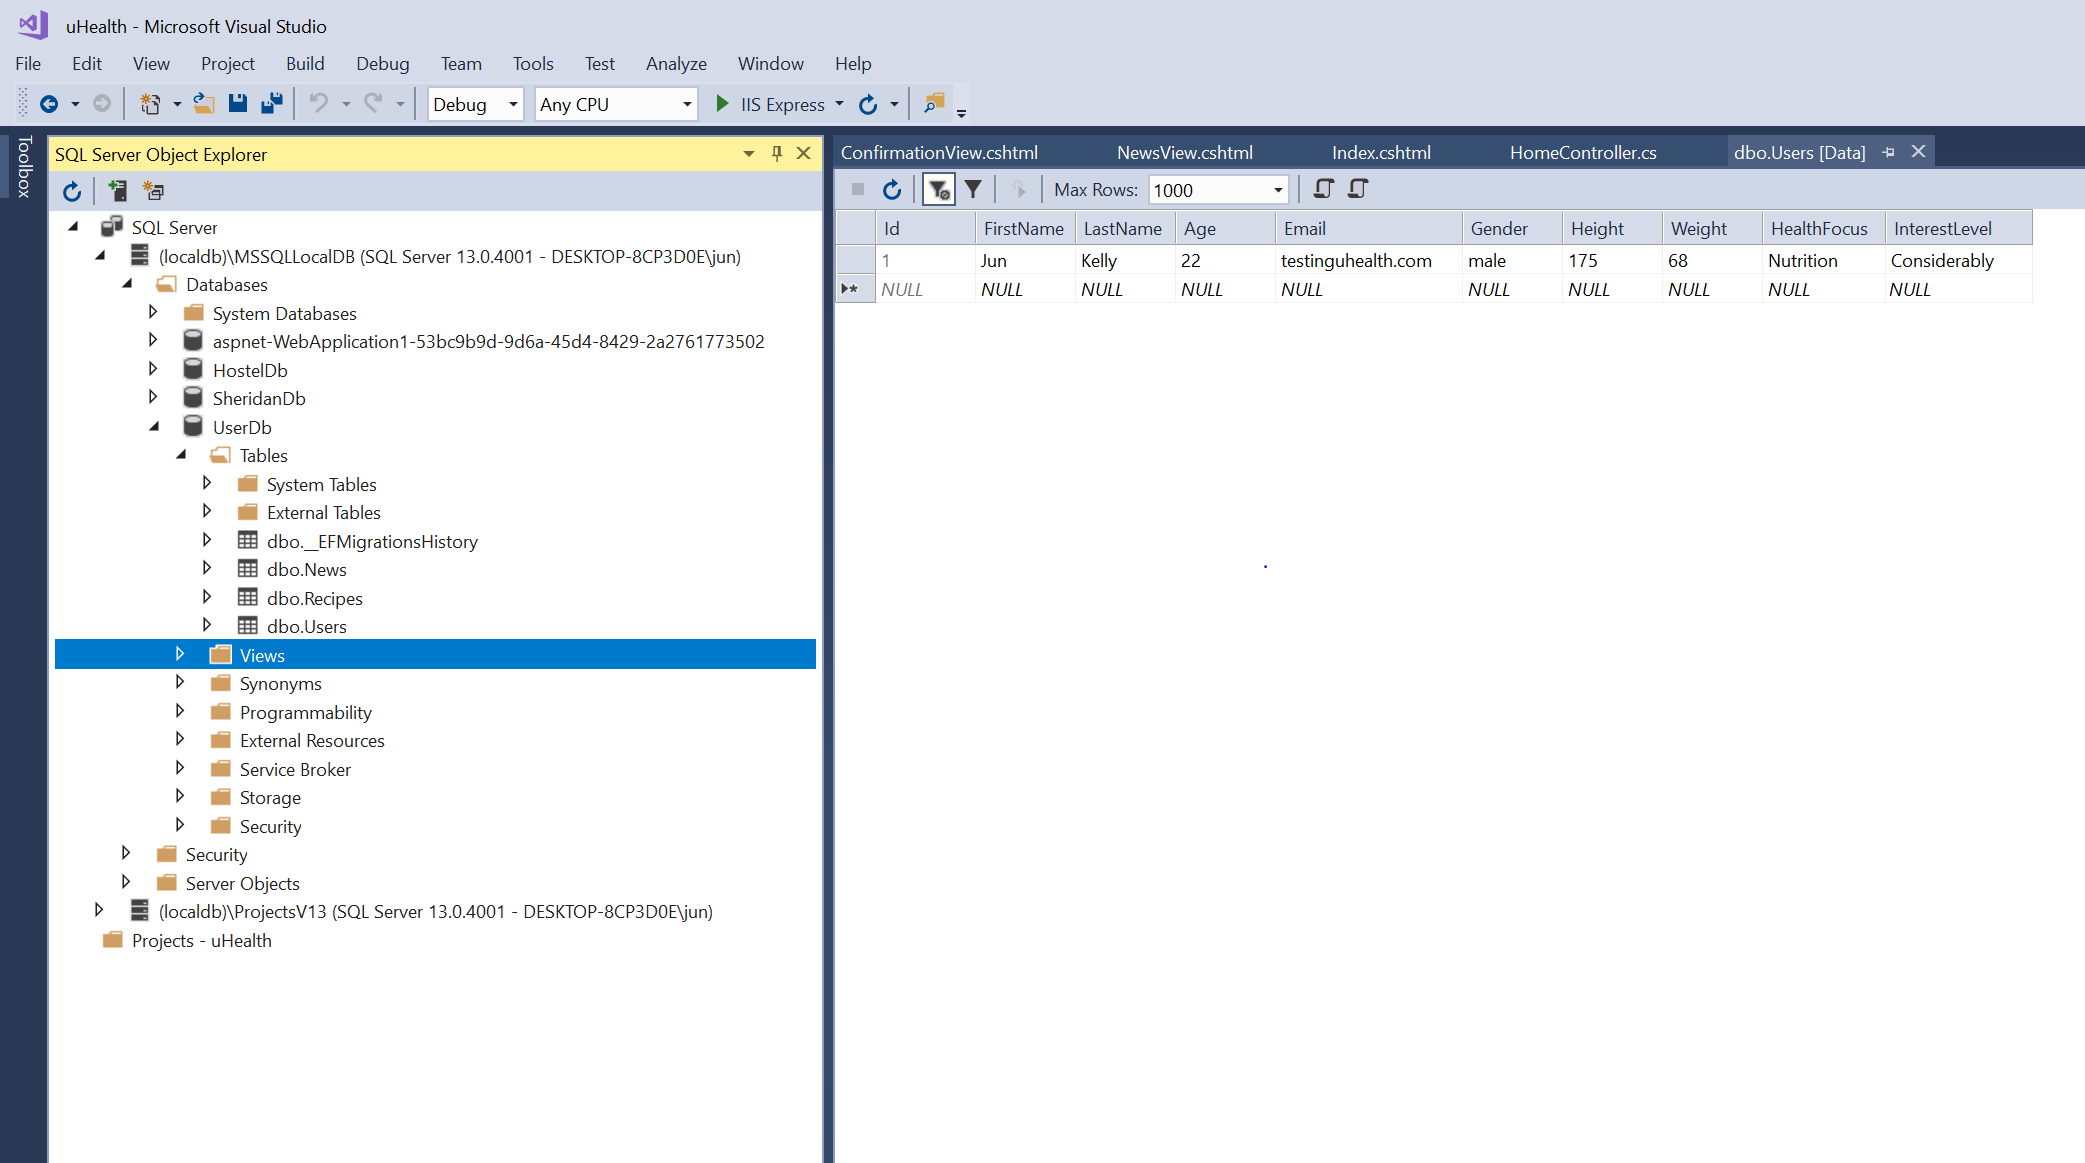 uHealth - Microsoft Visual Studio
File Edit View Project Build Debug Team Tools Test Analyze Window Help
Debug Any CPU IIS Express
Toolbox
SQL Server Object Explorer
SQL Server
(localdb)\MSSQLLocalDB (SQL Server 13.0.4001 - DESKTOP-8CP3D0E\jun)
Databases
System Databases
aspnet-WebApplication1-53bc9b9d-9d6a-45d4-8429-2a2761773502
HostelDb
SheridanDb
UserDb
Tables
System Tables
External Tables
dbo.__EFMigrationsHistory
dbo.News
dbo.Recipes
dbo.Users
Views
Synonyms
Programmability
External Resources
Service Broker
Storage
Security
Security
Server Objects
(localdb)\ProjectsV13 (SQL Server 13.0.4001 - DESKTOP-8CP3D0E\jun)
Projects - uHealth
ConfirmationView.cshtml NewsView.cshtml Index.cshtml HomeController.cs dbo.Users [Data]
Max Rows: 1000
Id FirstName LastName Age Email Gender Height Weight HealthFocus InterestLevel
1 Jun Kelly 22 testinguhealth.com male 175 68 Nutrition Considerably
NULL NULL NULL NULL NULL NULL NULL NULL NULL NULL